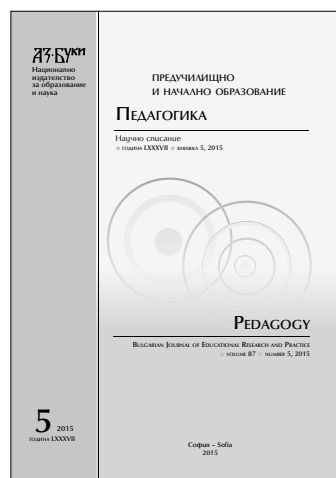 АЗ·БУКИ
Национално
издателство
за образование
и наука
ПРЕДУЧИЛИЩНО
И НАЧАЛНО ОБРАЗОВАНИЕ
ПЕДАГОГИКА
Научно списание
ГОДИНА LXXXVII КНИЖКА 5, 2015
PEDAGOGY
BULGARIAN JOURNAL OF EDUCATIONAL RESEARCH AND PRACTICE
VOLUME 87 NUMBER 5, 2015
5 2015
ГОДИНА LXXXVII
София – Sofia
2015